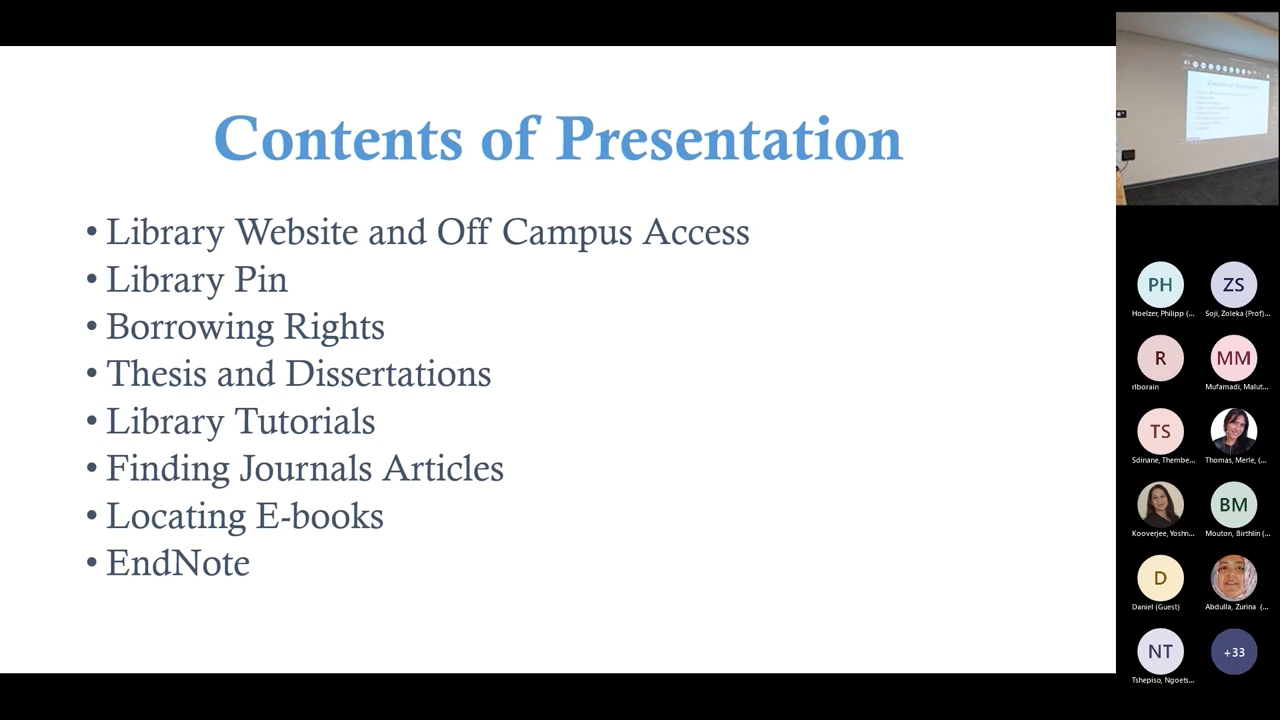 Contents of Presentation
• Library Website and Off Campus Access
• Library Pin
• Borrowing Rights
• Thesis and Dissertations
• Library Tutorials
• Finding Journals Articles
• Locating E-books
• EndNote
PH ZS
Hoelzer, Philipp (... Soji, Zoleka (Prof)...
R MM
rlborain Mufamadi, Malut...
TS
Sdinane, Thembe... Thomas, Merle, (...
BM
Kooverjee, Yoshn... Mouton, Birthlin (...
D
Daniel (Guest) Abdulla, Zurina (...
NT +33
Tshepiso, Ngoets...